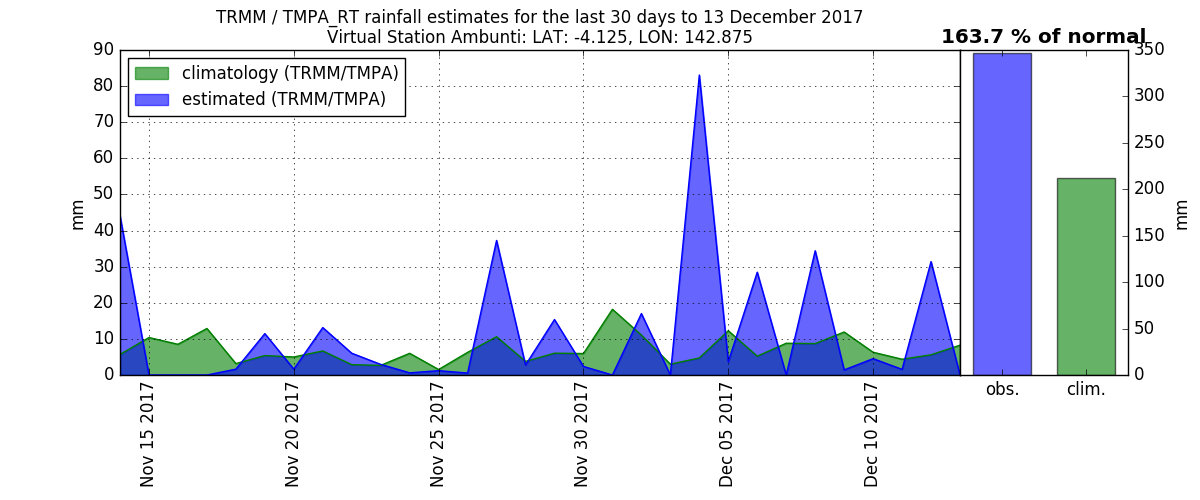 TRMM / TMPA_RT rainfall estimates for the last 30 days to 13 December 2017
Virtual Station Ambunti: LAT: -4.125, LON: 142.875
163.7 % of normal
climatology (TRMM/TMPA)
estimated (TRMM/TMPA)
mm
90
80
70
60
50
40
30
20
10
0
Nov 15 2017
Nov 20 2017
Nov 25 2017
Nov 30 2017
Dec 05 2017
Dec 10 2017
obs.
clim.
350
300
250
200
150
100
50
0
mm